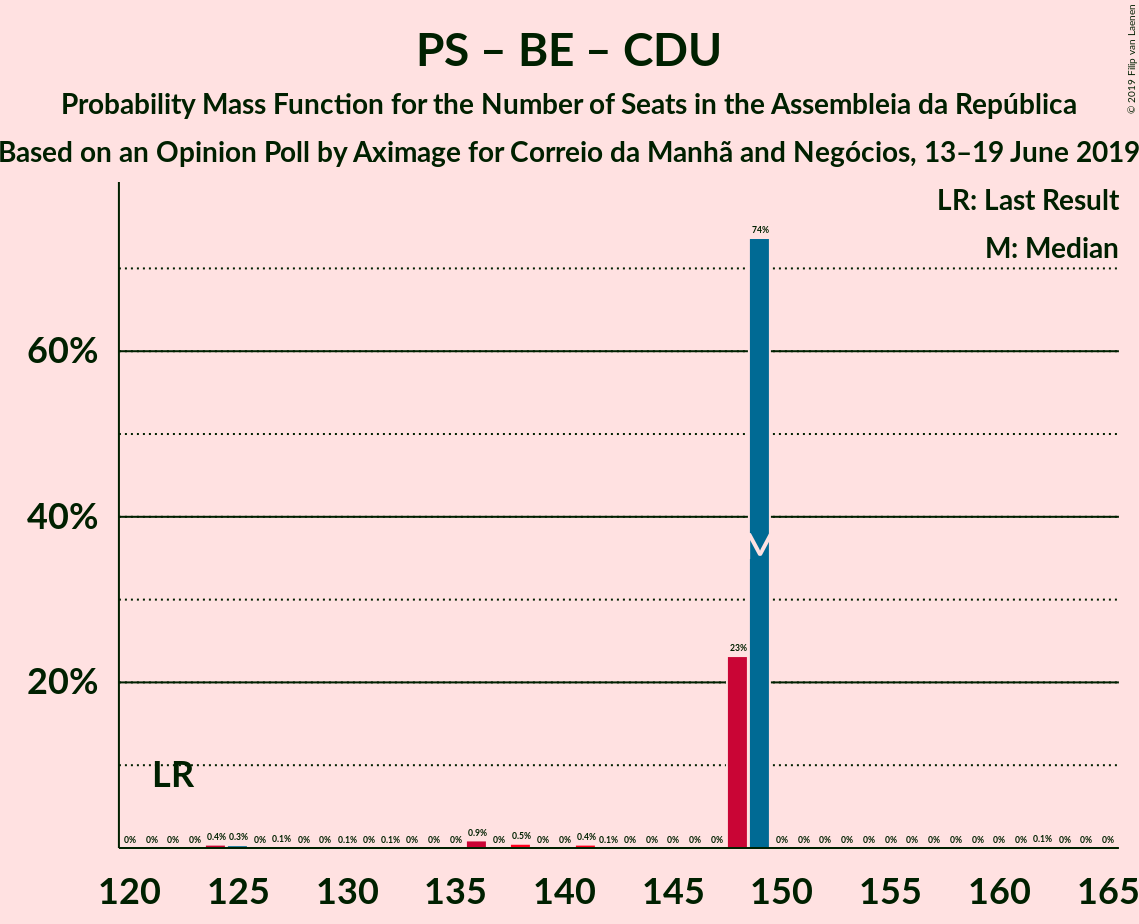 PS – BE – CDU
Probability Mass Function for the Number of Seats in the Assembleia da República
Based on an Opinion Poll by Aximage for Correio da Manhã and Negócios, 13–19 June 2019
© 2019 Filip van Laenen
LR: Last Result
M: Median
74%
60%
40%
23%
20%
LR
0% 0% 0% 0% 0.4% 0.3% 0% 0.1% 0% 0% 0.1% 0% 0.1% 0% 0% 0% 0.9% 0% 0.5% 0% 0% 0.4% 0.1% 0% 0% 0% 0% 0% 0% 0% 0% 0% 0% 0% 0% 0% 0% 0% 0% 0% 0.1% 0% 0% 0%
120 125 130 135 140 145 150 155 160 165